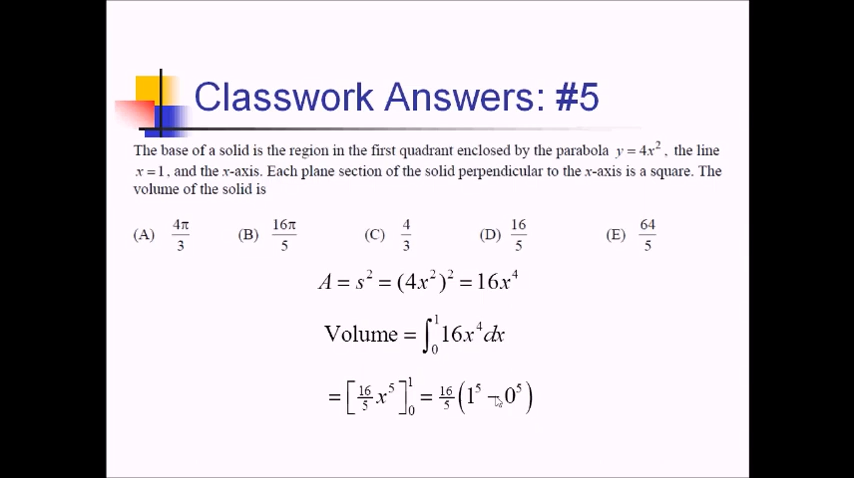 Classwork Answers: #5
The base of a solid is the region in the first quadrant enclosed by the parabola y = 4x², the line
x = 1, and the x-axis. Each plane section of the solid perpendicular to the x-axis is a square. The
volume of the solid is
(A) 4π/3 (B) 16π/5 (C) 4/3 (D) 16/5 (E) 64/5
A = s² = (4x²)² = 16x⁴
Volume = ∫₀¹ 16x⁴dx
= [16/5 x⁵]₀¹ = 16/5 (1⁵ − 0⁵)